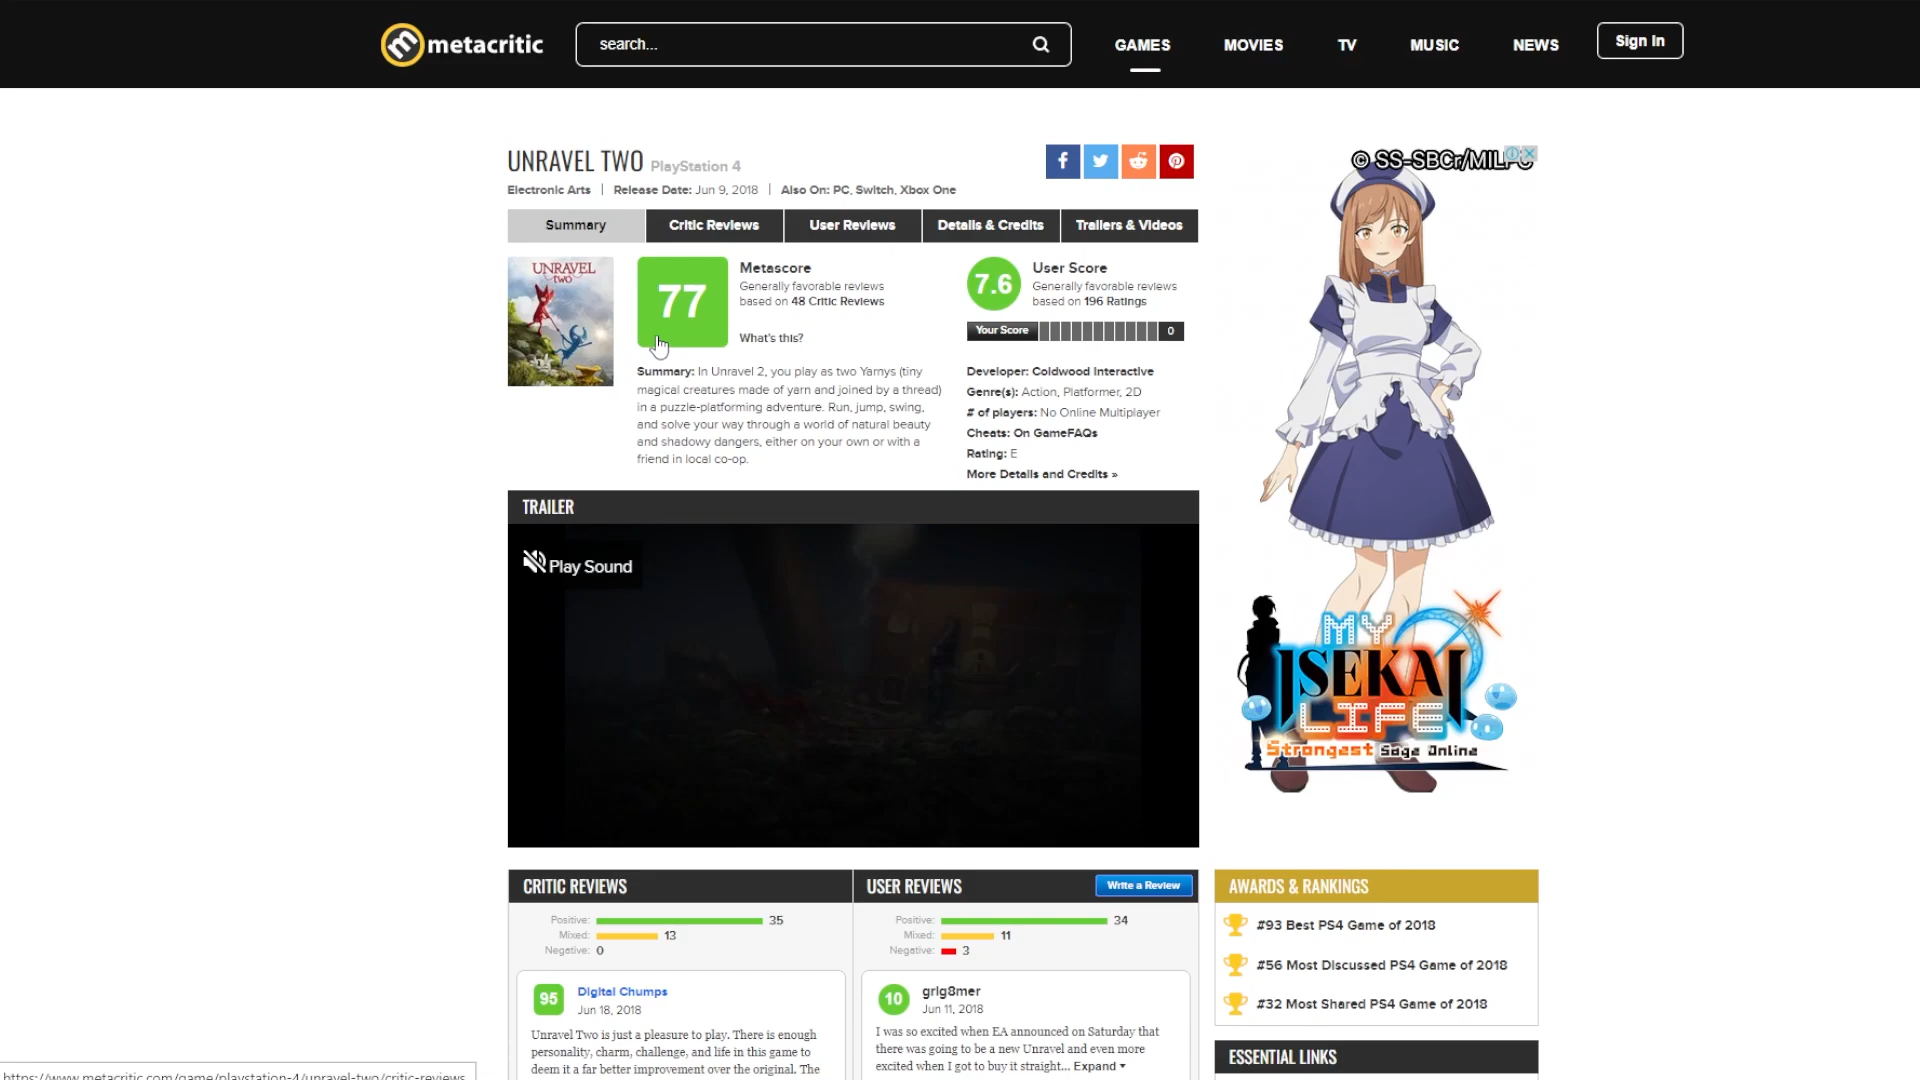 metacritic
search...
GAMES
MOVIES
TV
MUSIC
NEWS
Sign In
UNRAVEL TWO PlayStation 4
Electronic Arts | Release Date: Jun 9, 2018 | Also On: PC, Switch, Xbox One
Summary
Critic Reviews
User Reviews
Details & Credits
Trailers & Videos
UNRAVEL
TWO
77
Metascore
Generally favorable reviews
based on 48 Critic Reviews
What's this?
7.6
User Score
Generally favorable reviews
based on 196 Ratings
Your Score
0
Summary: In Unravel 2, you play as two Yarnys (tiny
magical creatures made of yarn and joined by a thread)
in a puzzle-platforming adventure. Run, jump, swing,
and solve your way through a world of natural beauty
and shadowy dangers, either on your own or with a
friend in local co-op.
Developer: Coldwood Interactive
Genre(s): Action, Platformer, 2D
# of players: No Online Multiplayer
Cheats: On GameFAQs
Rating: E
More Details and Credits »
TRAILER
Play Sound
© SS-SBCr/MILPC
MY
ISEKAI
LIFE
Strongest Sage Online
CRITIC REVIEWS
Positive: 35
Mixed: 13
Negative: 0
95
Digital Chumps
Jun 18, 2018
Unravel Two is just a pleasure to play. There is enough
personality, charm, challenge, and life in this game to
deem it a far better improvement over the original. The
USER REVIEWS
Write a Review
Positive: 34
Mixed: 11
Negative: 3
10
grig8mer
Jun 11, 2018
I was so excited when EA announced on Saturday that
there was going to be a new Unravel and even more
excited when I got to buy it straight... Expand
AWARDS & RANKINGS
#93 Best PS4 Game of 2018
#56 Most Discussed PS4 Game of 2018
#32 Most Shared PS4 Game of 2018
ESSENTIAL LINKS
https://www.metacritic.com/game/playstation-4/unravel-two/critic-reviews